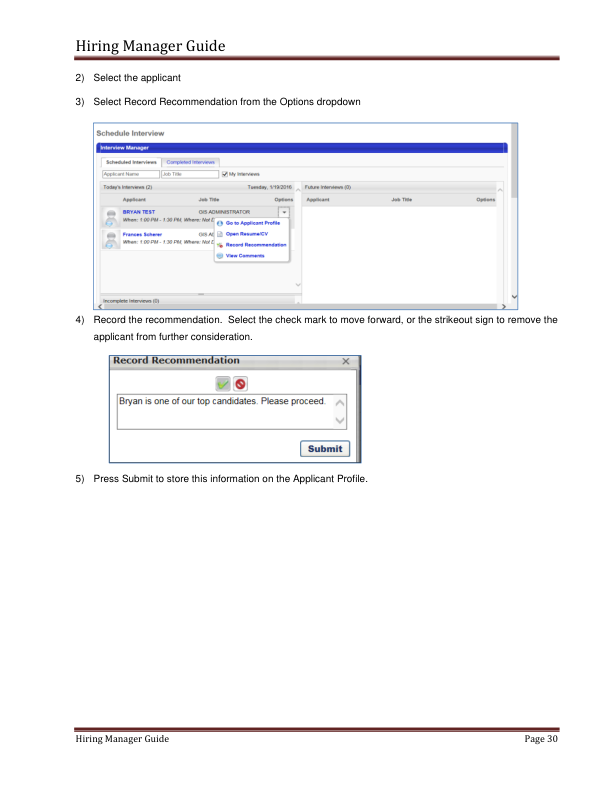 Hiring Manager Guide
2) Select the applicant
3) Select Record Recommendation from the Options dropdown
Schedule Interview
Interview Manager
Scheduled Interviews Completed Interviews
Applicant Name Job Title My Interviews
Today's Interviews (2) Tuesday, 1/19/2016 Future Interviews (0)
Applicant Job Title Options Applicant Job Title Options
BRYAN TEST GIS ADMINISTRATOR
When: 1:00 PM - 1:30 PM, Where: Not D
Go to Applicant Profile
Frances Scherer GIS AD
Open Resume/CV
When: 1:00 PM - 1:30 PM, Where: Not D
Record Recommendation
View Comments
Incomplete Interviews (0)
4) Record the recommendation. Select the check mark to move forward, or the strikeout sign to remove the
applicant from further consideration.
Record Recommendation
Bryan is one of our top candidates. Please proceed.
Submit
5) Press Submit to store this information on the Applicant Profile.
Hiring Manager Guide Page 30